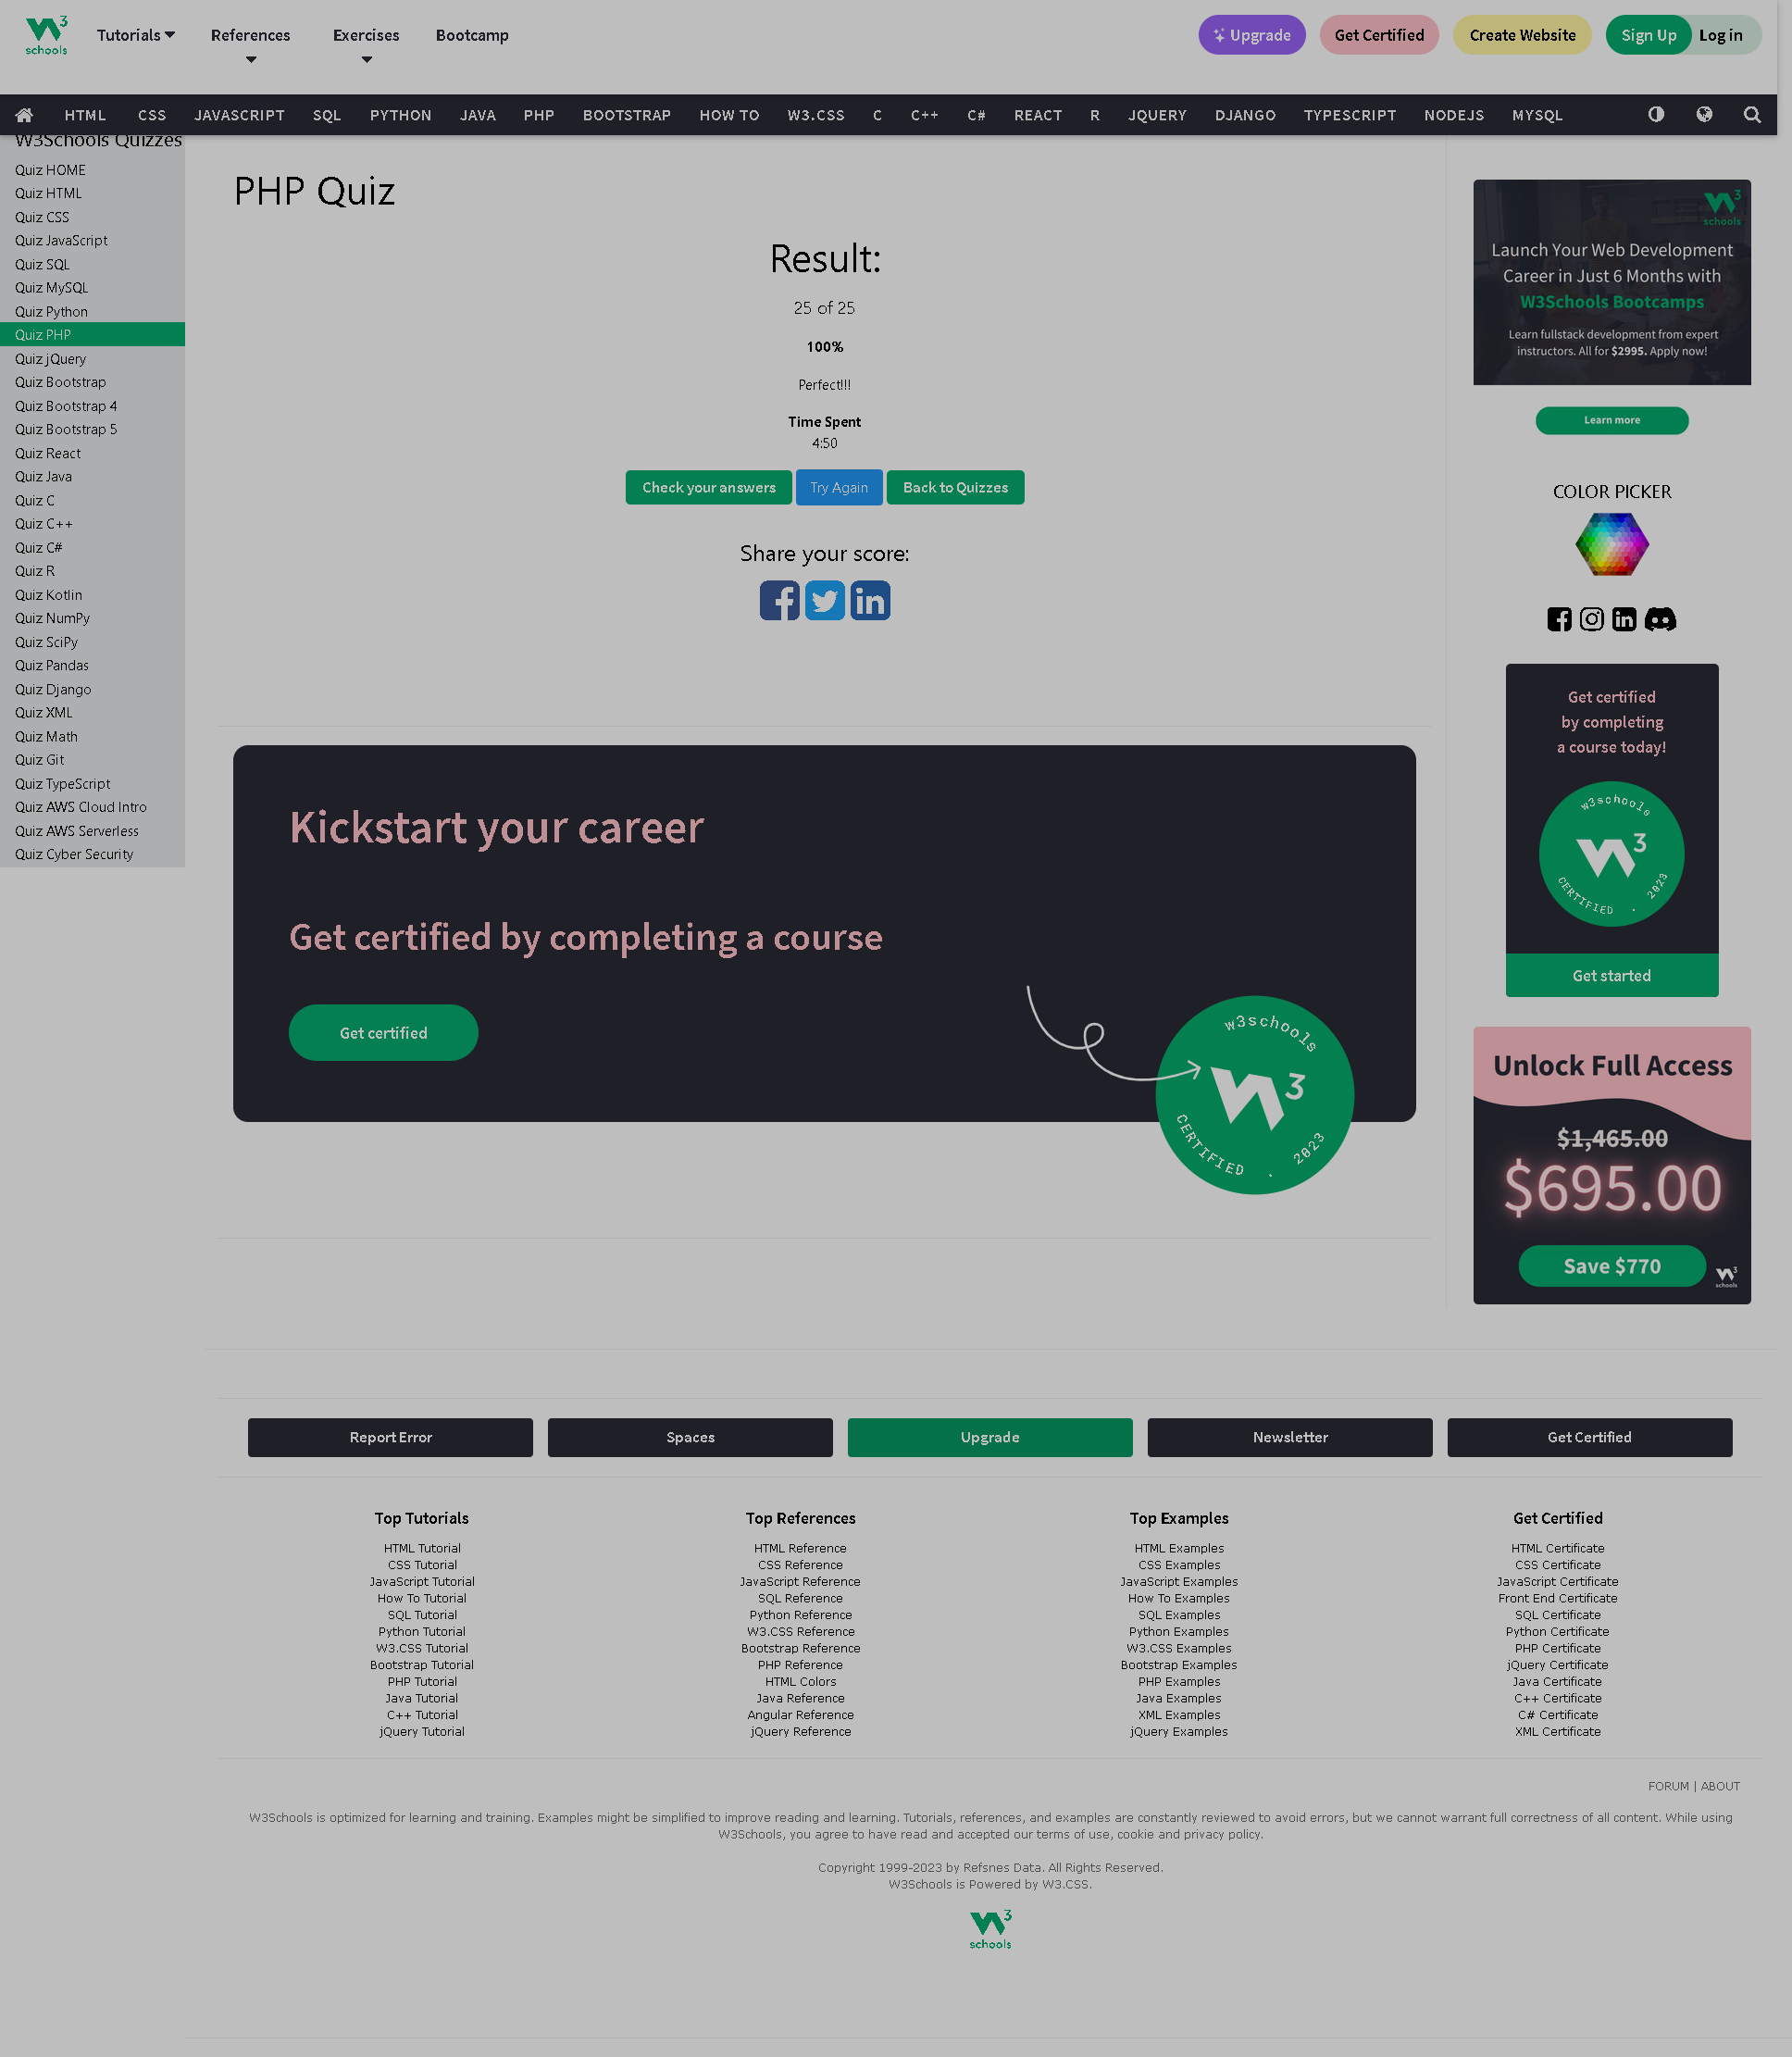 W 3 schools
Tutorials
References
Exercises
Bootcamp
Upgrade
Get Certified
Create Website
Sign Up
Log in
HTML CSS JAVASCRIPT SQL PYTHON JAVA PHP BOOTSTRAP HOW TO W3.CSS C C++ C# REACT R JQUERY DJANGO TYPESCRIPT NODEJS MYSQL
W3Schools Quizzes
Quiz HOME
Quiz HTML
Quiz CSS
Quiz JavaScript
Quiz SQL
Quiz MySQL
Quiz Python
Quiz PHP
Quiz jQuery
Quiz Bootstrap
Quiz Bootstrap 4
Quiz Bootstrap 5
Quiz React
Quiz Java
Quiz C
Quiz C++
Quiz C#
Quiz R
Quiz Kotlin
Quiz NumPy
Quiz SciPy
Quiz Pandas
Quiz Django
Quiz XML
Quiz Math
Quiz Git
Quiz TypeScript
Quiz AWS Cloud Intro
Quiz AWS Serverless
Quiz Cyber Security
PHP Quiz
Result:
25 of 25
100%
Perfect!!!
Time Spent
4:50
Check your answers
Try Again
Back to Quizzes
Share your score:
Kickstart your career
Get certified by completing a course
Get certified
w3schools
W 3
CERTIFIED . 2023
W 3
schools
Launch Your Web Development
Career in Just 6 Months with
W3Schools Bootcamps
Learn fullstack development from expert
instructors. All for $2995. Apply now!
Learn more
COLOR PICKER
Get certified
by completing
a course today!
w3schools
W 3
CERTIFIED . 2023
Get started
Unlock Full Access
$1,465.00
$695.00
Save $770
W 3
schools
Report Error
Spaces
Upgrade
Newsletter
Get Certified
Top Tutorials
HTML Tutorial
CSS Tutorial
JavaScript Tutorial
How To Tutorial
SQL Tutorial
Python Tutorial
W3.CSS Tutorial
Bootstrap Tutorial
PHP Tutorial
Java Tutorial
C++ Tutorial
jQuery Tutorial
Top References
HTML Reference
CSS Reference
JavaScript Reference
SQL Reference
Python Reference
W3.CSS Reference
Bootstrap Reference
PHP Reference
HTML Colors
Java Reference
Angular Reference
jQuery Reference
Top Examples
HTML Examples
CSS Examples
JavaScript Examples
How To Examples
SQL Examples
Python Examples
W3.CSS Examples
Bootstrap Examples
PHP Examples
Java Examples
XML Examples
jQuery Examples
Get Certified
HTML Certificate
CSS Certificate
JavaScript Certificate
Front End Certificate
SQL Certificate
Python Certificate
PHP Certificate
jQuery Certificate
Java Certificate
C++ Certificate
C# Certificate
XML Certificate
FORUM | ABOUT
W3Schools is optimized for learning and training. Examples might be simplified to improve reading and learning. Tutorials, references, and examples are constantly reviewed to avoid errors, but we cannot warrant full correctness of all content. While using
W3Schools, you agree to have read and accepted our terms of use, cookie and privacy policy.
Copyright 1999-2023 by Refsnes Data. All Rights Reserved.
W3Schools is Powered by W3.CSS.
W 3
schools